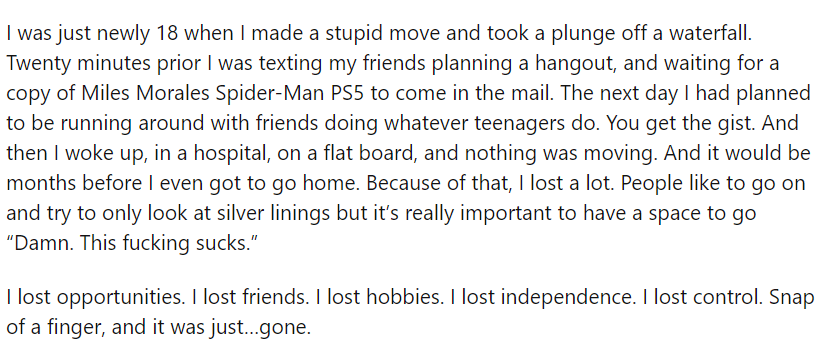 I was just newly 18 when I made a stupid move and took a plunge off a waterfall.
Twenty minutes prior I was texting my friends planning a hangout, and waiting for a
copy of Miles Morales Spider-Man PS5 to come in the mail. The next day I had planned
to be running around with friends doing whatever teenagers do. You get the gist. And
then I woke up, in a hospital, on a flat board, and nothing was moving. And it would be
months before I even got to go home. Because of that, I lost a lot. People like to go on
and try to only look at silver linings but it’s really important to have a space to go
“Damn. This fucking sucks.”
I lost opportunities. I lost friends. I lost hobbies. I lost independence. I lost control. Snap
of a finger, and it was just…gone.